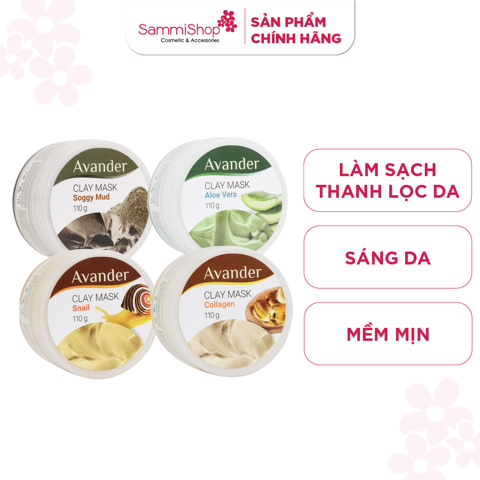 SammiShop
Cosmetic & Accessories
SẢN PHẨM
CHÍNH HÃNG
Avander
CLAY MASK
Soggy Mud
110 g
Avander
CLAY MASK
Aloe Vera
110 g
Avander
CLAY MASK
Snail
110 g
Avander
CLAY MASK
Collagen
110 g
LÀM SẠCH
THANH LỌC DA
SÁNG DA
MỀM MỊN